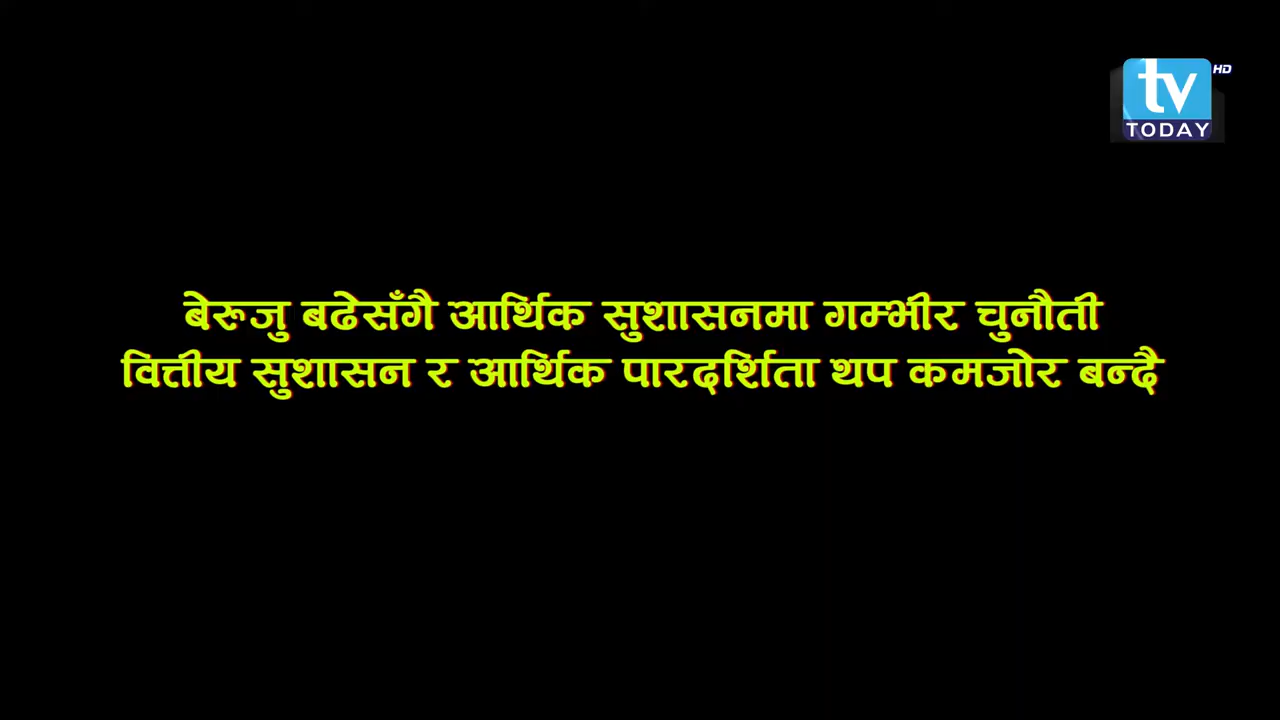 tv HD
TODAY
बेरूजु बढेसँगै आर्थिक सुशासनमा गम्भीर चुनौती
वित्तीय सुशासन र आर्थिक पारदर्शिता थप कमजोर बन्दै